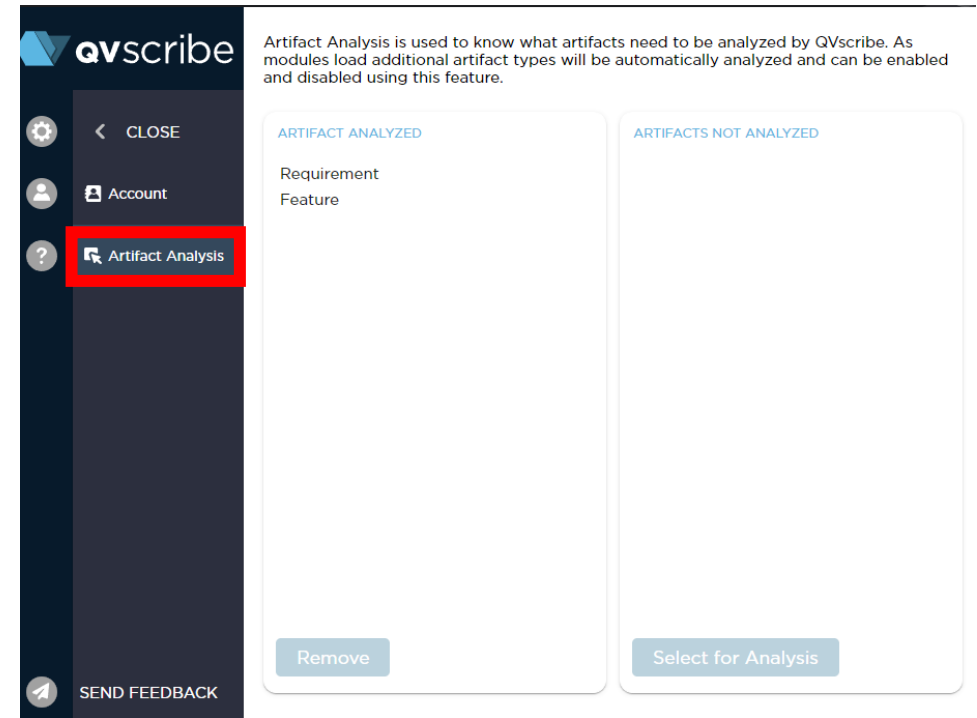 QVscribe
CLOSE
Account
Artifact Analysis
SEND FEEDBACK
Artifact Analysis is used to know what artifacts need to be analyzed by QVscribe. As
modules load additional artifact types will be automatically analyzed and can be enabled
and disabled using this feature.
ARTIFACT ANALYZED
Requirement
Feature
Remove
ARTIFACTS NOT ANALYZED
Select for Analysis